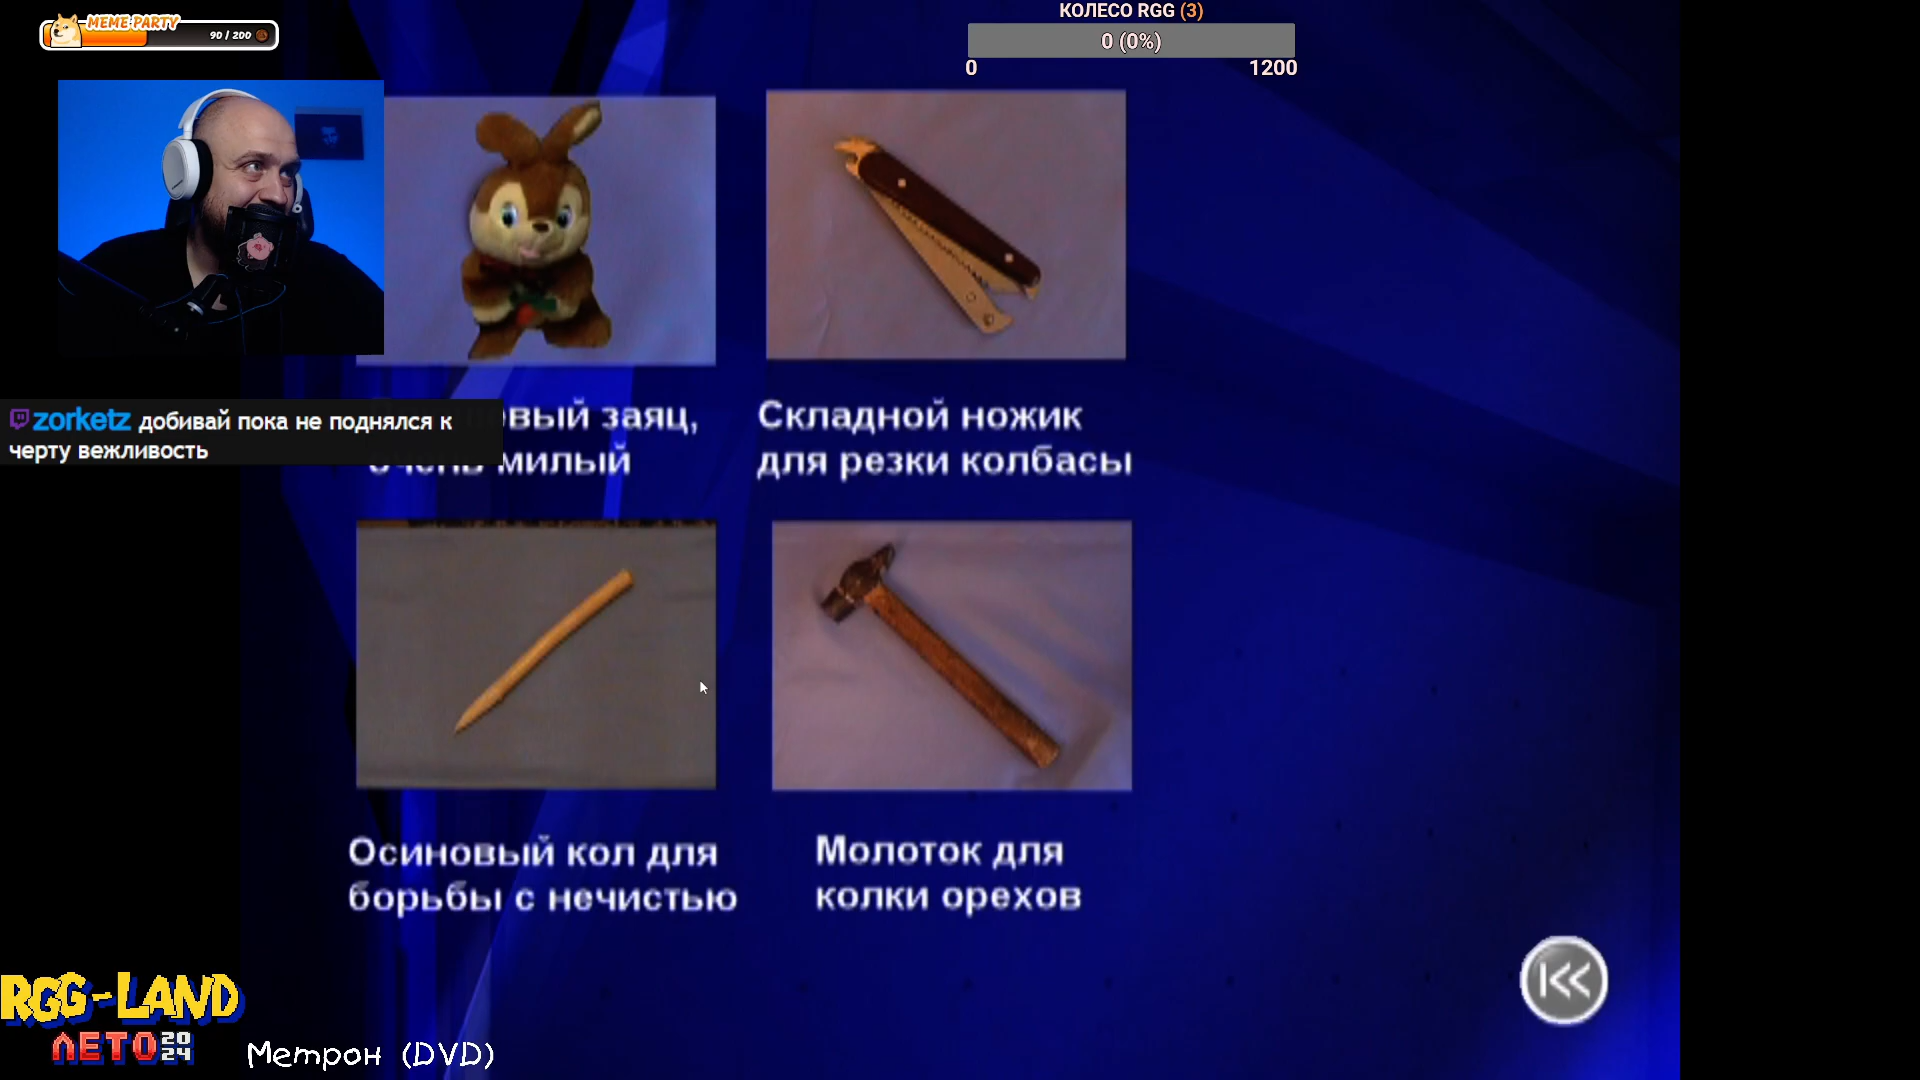 MEME PARTY
90 / 200
КОЛЕСО RGG (3)
0 (0%)
0
1200
zorketz добивай пока не поднялся к
черту вежливость
заяц,
милый
Складной ножик
для резки колбасы
Осиновый кол для
борьбы с нечистью
Молоток для
колки орехов
RGG-LAND
ЛЕТО 2024
Метрон (DVD)